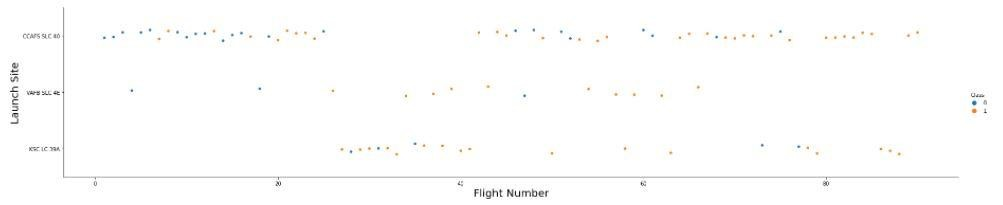 CCAFS SLC 40
VAFB SLC 4E
KSC LC 39A
Launch Site
0 20 40 60 80
Flight Number
Class
0
1